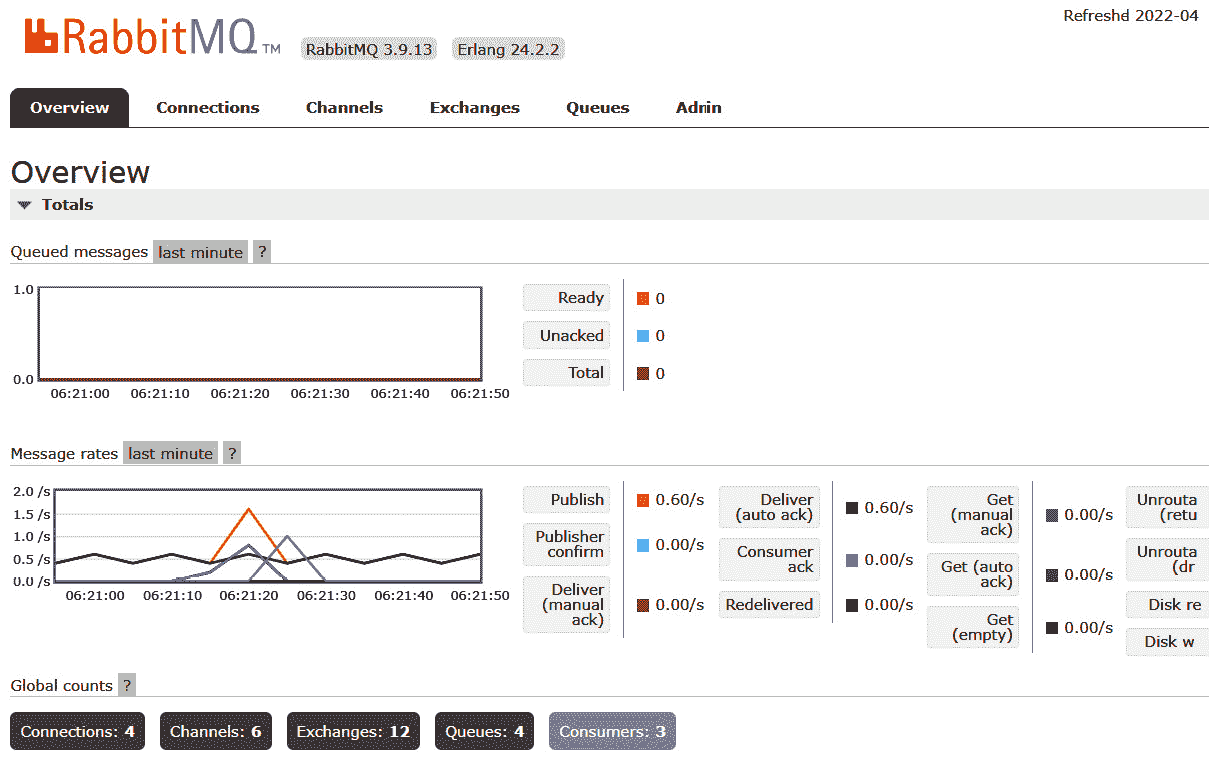 Refreshd 2022-04
RabbitMQ TM RabbitMQ 3.9.13 Erlang 24.2.2
Overview Connections Channels Exchanges Queues Admin
Overview
Totals
Queued messages last minute ?
1.0
0.0
06:21:00 06:21:10 06:21:20 06:21:30 06:21:40 06:21:50
Ready 0
Unacked 0
Total 0
Message rates last minute ?
2.0 /s
1.5 /s
1.0 /s
0.5 /s
0.0 /s
06:21:00 06:21:10 06:21:20 06:21:30 06:21:40 06:21:50
Publish 0.60/s
Publisher
confirm 0.00/s
Deliver
(manual
ack) 0.00/s
Deliver
(auto ack) 0.60/s
Consumer
ack 0.00/s
Redelivered 0.00/s
Get
(manual
ack) 0.00/s
Get (auto
ack) 0.00/s
Get
(empty) 0.00/s
Unrouta
(retu
Unrouta
(dr
Disk re
Disk w
Global counts ?
Connections: 4 Channels: 6 Exchanges: 12 Queues: 4 Consumers: 3